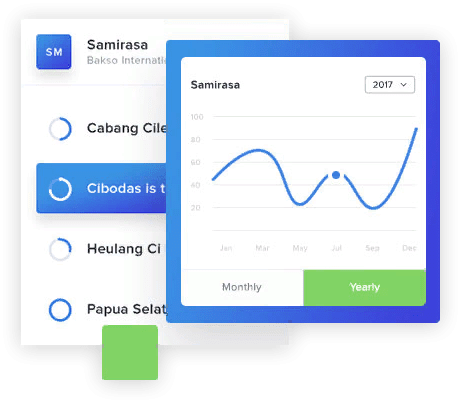 SM
Samirasa
Bakso Internatio
Cabang Cile
Cibodas is t
Heulang Ci
Papua Selat
Samirasa
2017
100
80
60
40
20
Jan Mar May Jul Sep Dec
Monthly Yearly